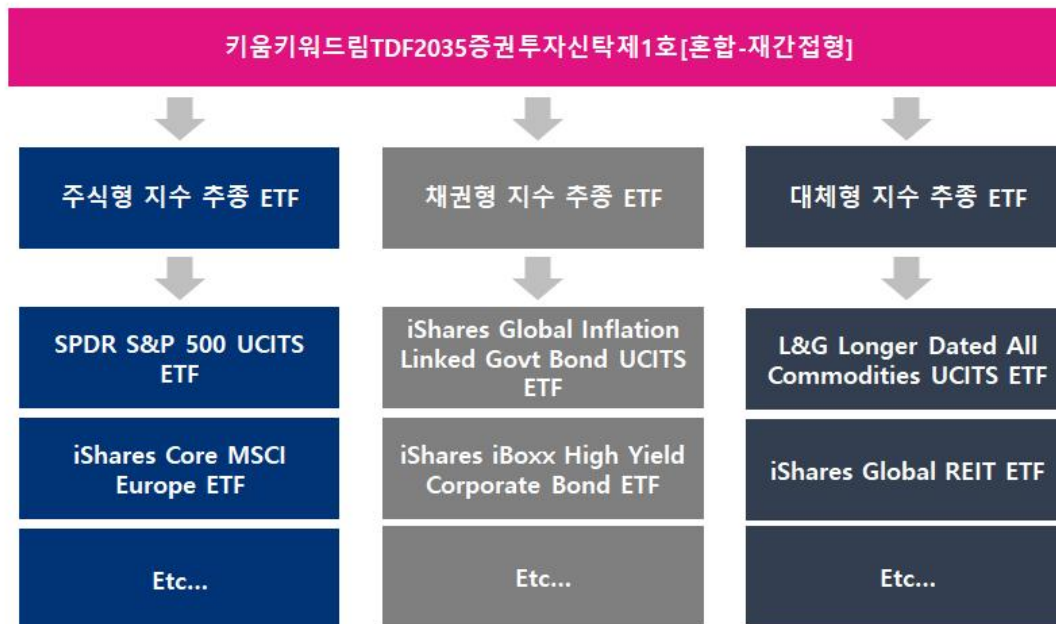 키움키워드림TDF2035증권투자신탁제1호[혼합-재간접형]
주식형 지수 추종 ETF
채권형 지수 추종 ETF
대체형 지수 추종 ETF
SPDR S&P 500 UCITS
ETF
iShares Global Inflation
Linked Govt Bond UCITS
ETF
L&G Longer Dated All
Commodities UCITS ETF
iShares Core MSCI
Europe ETF
iShares iBoxx High Yield
Corporate Bond ETF
iShares Global REIT ETF
Etc...
Etc...
Etc...